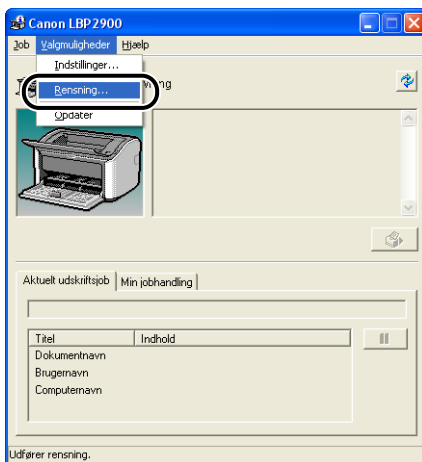 Canon LBP2900
Job Valgmuligheder Hjælp
Indstillinger...
Rensning...
Opdater
Aktuelt udskriftsjob Min jobhandling
Titel Indhold
Dokumentnavn
Brugernavn
Computernavn
Udfører rensning.